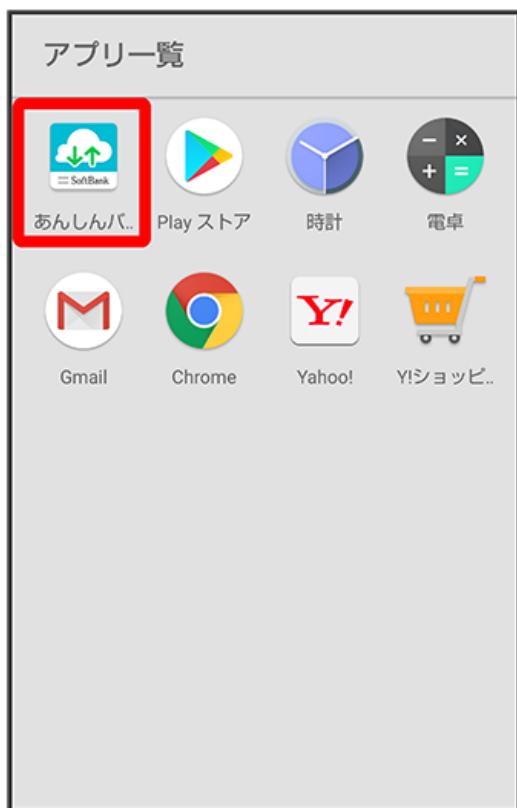 アプリ一覧
SoftBank
あんしんバ..
Play ストア
時計
電卓
Y!
Gmail
Chrome
Yahoo!
Y!ショッピ..